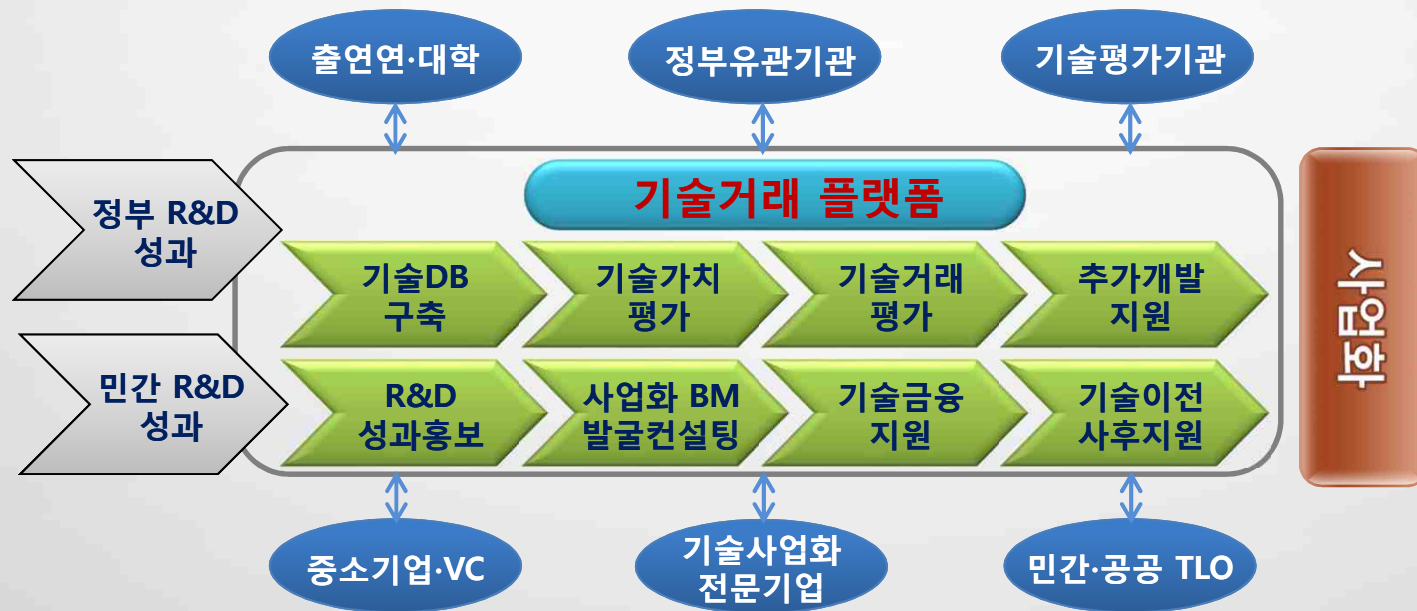 출연연·대학
정부유관기관
기술평가기관
기술거래 플랫폼
정부 R&D
성과
기술DB
구축
기술가치
평가
기술거래
평가
추가개발
지원
사업화
민간 R&D
성과
R&D
성과홍보
사업화 BM
발굴컨설팅
기술금융
지원
기술이전
사후지원
중소기업·VC
기술사업화
전문기업
민간·공공 TLO